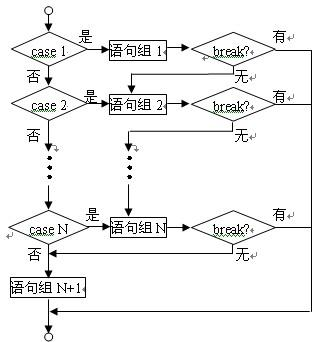 是
有
case 1
语句组 1
break?
否
无
是
有
case 2
语句组 2
break?
否
无
是
有
case N
语句组 N
break?
否
无
语句组 N+1